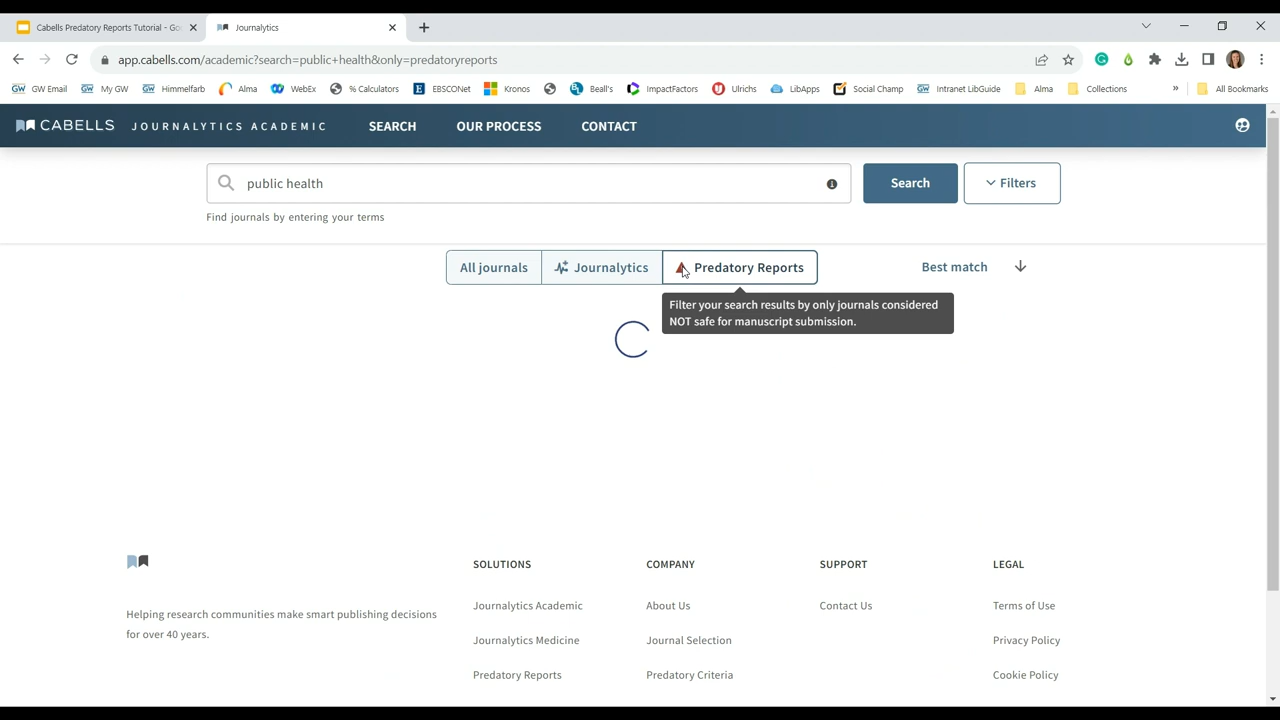 Cabells Predatory Reports Tutorial - Go
Journalytics
app.cabells.com/academic?search=public+health&only=predatoryreports
GW Email
My GW
Himmelfarb
Alma
WebEx
% Calculators
EBSCONet
Kronos
Beall's
ImpactFactors
Ulrichs
LibApps
Social Champ
Intranet LibGuide
Alma
Collections
»
All Bookmarks
CABELLS JOURNALYTICS ACADEMIC
SEARCH
OUR PROCESS
CONTACT
public health
Search
Filters
Find journals by entering your terms
All journals
Journalytics
Predatory Reports
Best match
Filter your search results by only journals considered
NOT safe for manuscript submission.
SOLUTIONS
COMPANY
SUPPORT
LEGAL
Helping research communities make smart publishing decisions
for over 40 years.
Journalytics Academic
About Us
Contact Us
Terms of Use
Journalytics Medicine
Journal Selection
Privacy Policy
Predatory Reports
Predatory Criteria
Cookie Policy